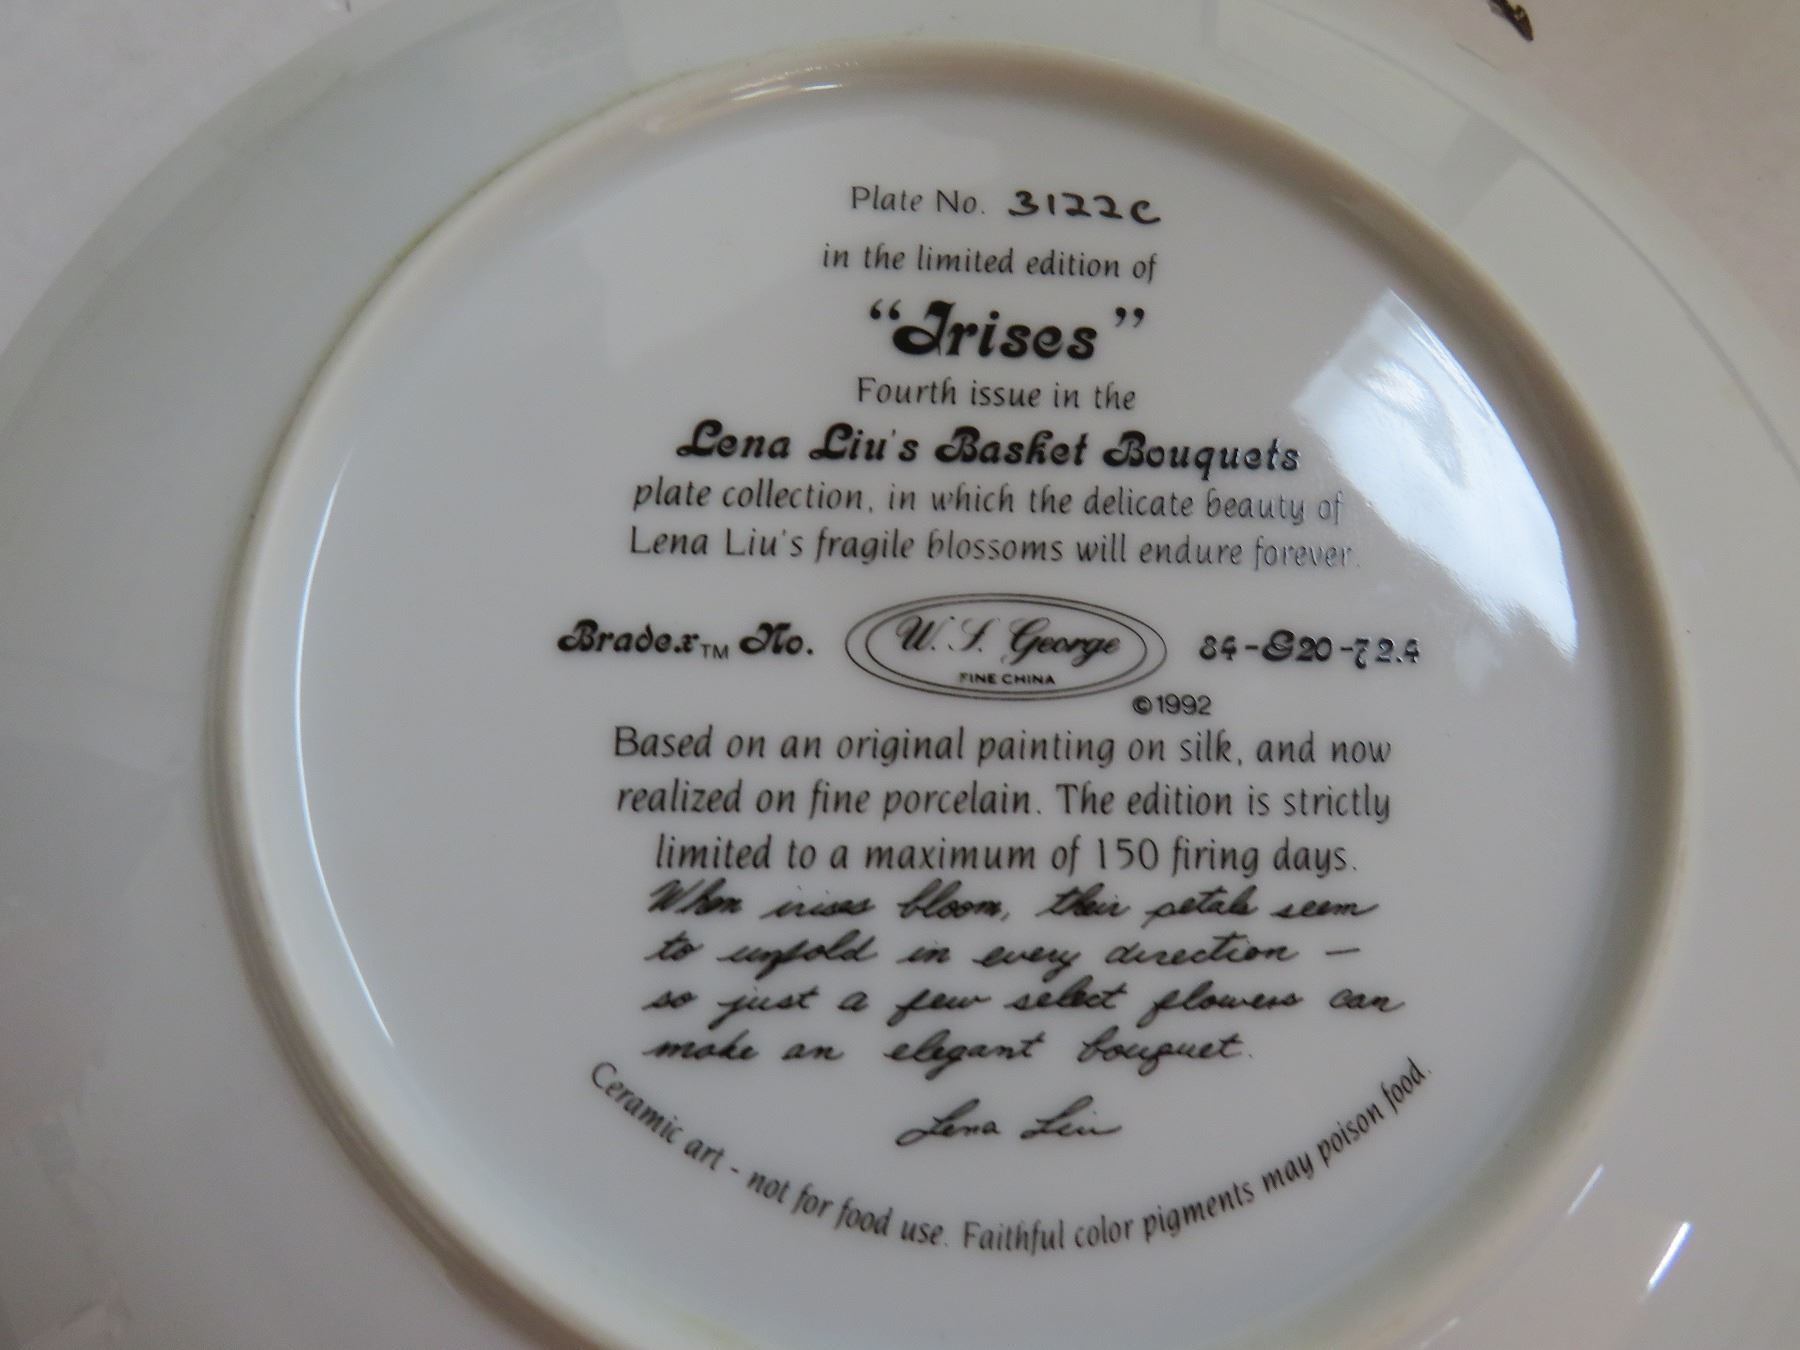 Plate No. 3122C
in the limited edition of
“Irises”
Fourth issue in the
Lena Liu's Basket Bouquets
plate collection, in which the delicate beauty of
Lena Liu's fragile blossoms will endure forever.
Bradex™ No. W. S. George 84-G20-72.4
FINE CHINA
©1992
Based on an original painting on silk, and now
realized on fine porcelain. The edition is strictly
limited to a maximum of 150 firing days.
When irises bloom, their petals seem
to unfold in every direction —
so just a few select flowers can
make an elegant bouquet.
Lena Liu
Ceramic art - not for food use. Faithful color pigments may poison food.